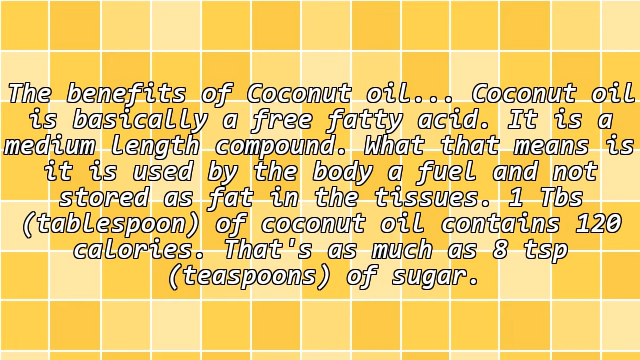 The benefits of Coconut oil... Coconut oil
is basically a free fatty acid. It is a
medium length compound. What that means is
it is used by the body a fuel and not
stored as fat in the tissues. 1 Tbs
(tablespoon) of coconut oil contains 120
calories. That's as much as 8 tsp
(teaspoons) of sugar.